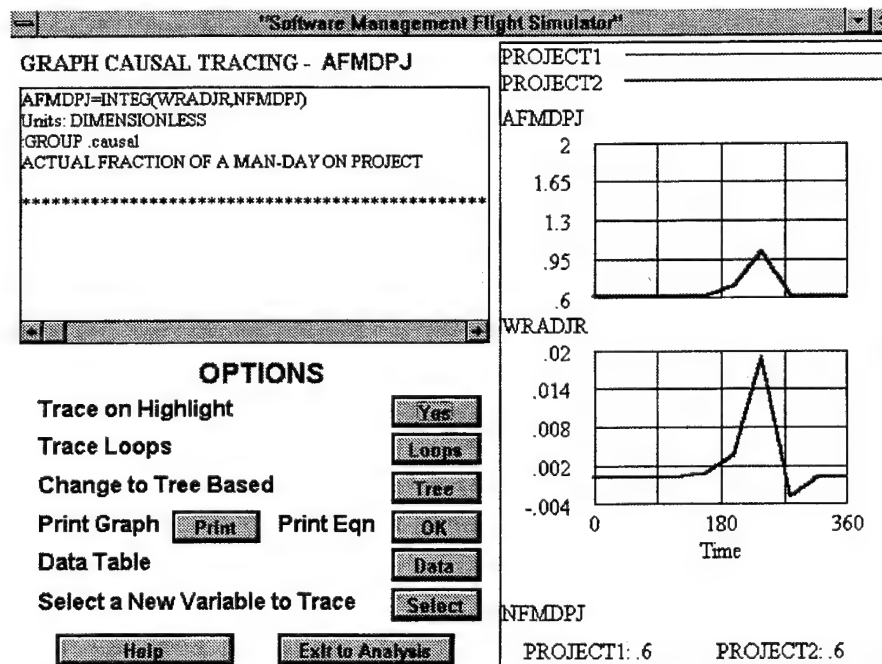 "Software Management Flight Simulator"
GRAPH CAUSAL TRACING - AFMDPJ
AFMDPJ=INTEG(WRADJR,NFMDPJ)
Units: DIMENSIONLESS
:GROUP .causal
ACTUAL FRACTION OF A MAN-DAY ON PROJECT
***********************************************
OPTIONS
Trace on Highlight Yes
Trace Loops Loops
Change to Tree Based Tree
Print Graph Print Print Eqn OK
Data Table Data
Select a New Variable to Trace Select
Help Exit to Analysis
PROJECT1
PROJECT2
AFMDPJ
2
1.65
1.3
.95
.6
WRADJR
.02
.014
.008
.002
-.004
0 180 360
Time
NFMDPJ
PROJECT1: .6 PROJECT2: .6